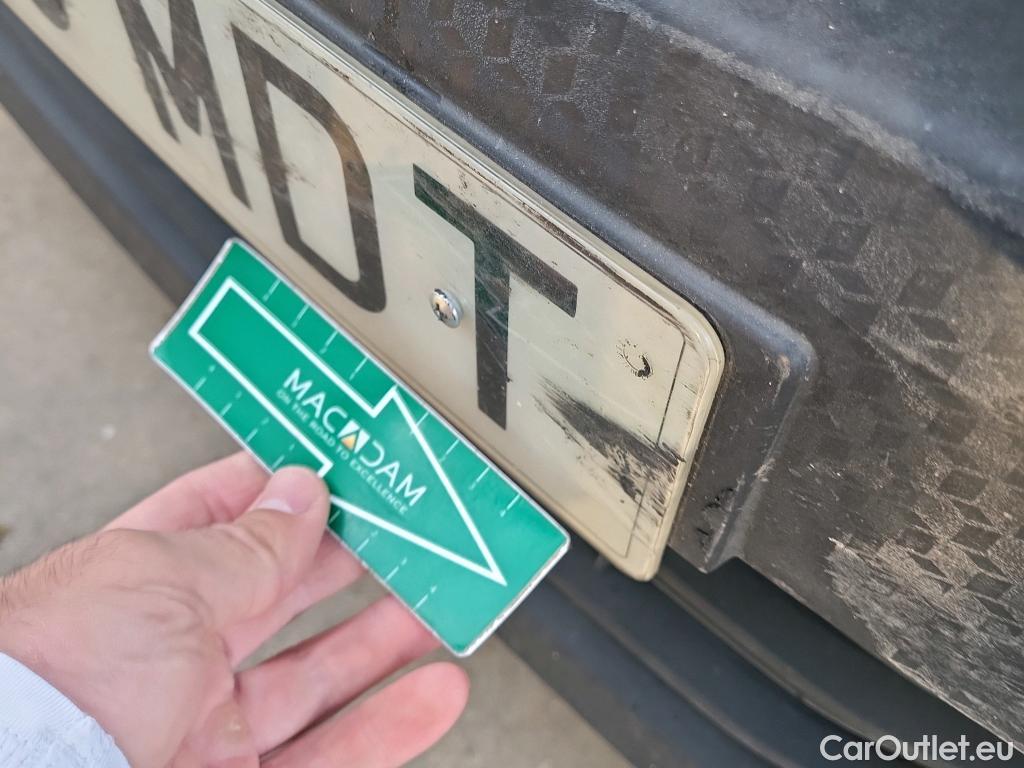 MDT
MACADAM
ON THE ROAD TO EXCELLENCE
CarOutlet.eu